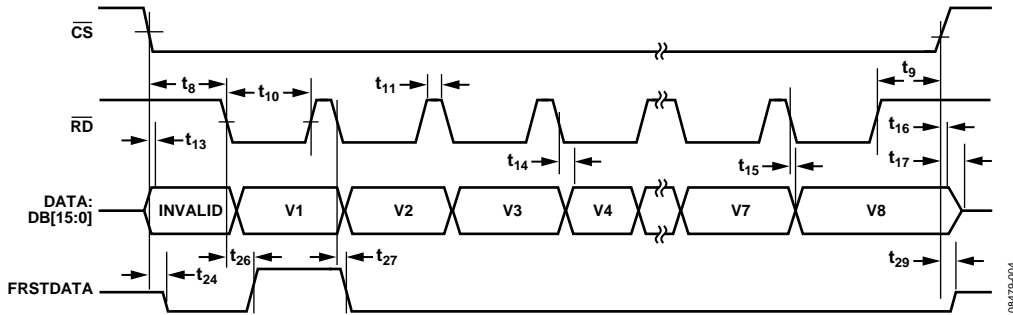 CS
t8
t10
t11
t9
RD
t13
t14
t15
t16
t17
DATA:
DB[15:0]
INVALID V1 V2 V3 V4 V7 V8
t24
t26
t27
t29
FRSTDATA
08479-004